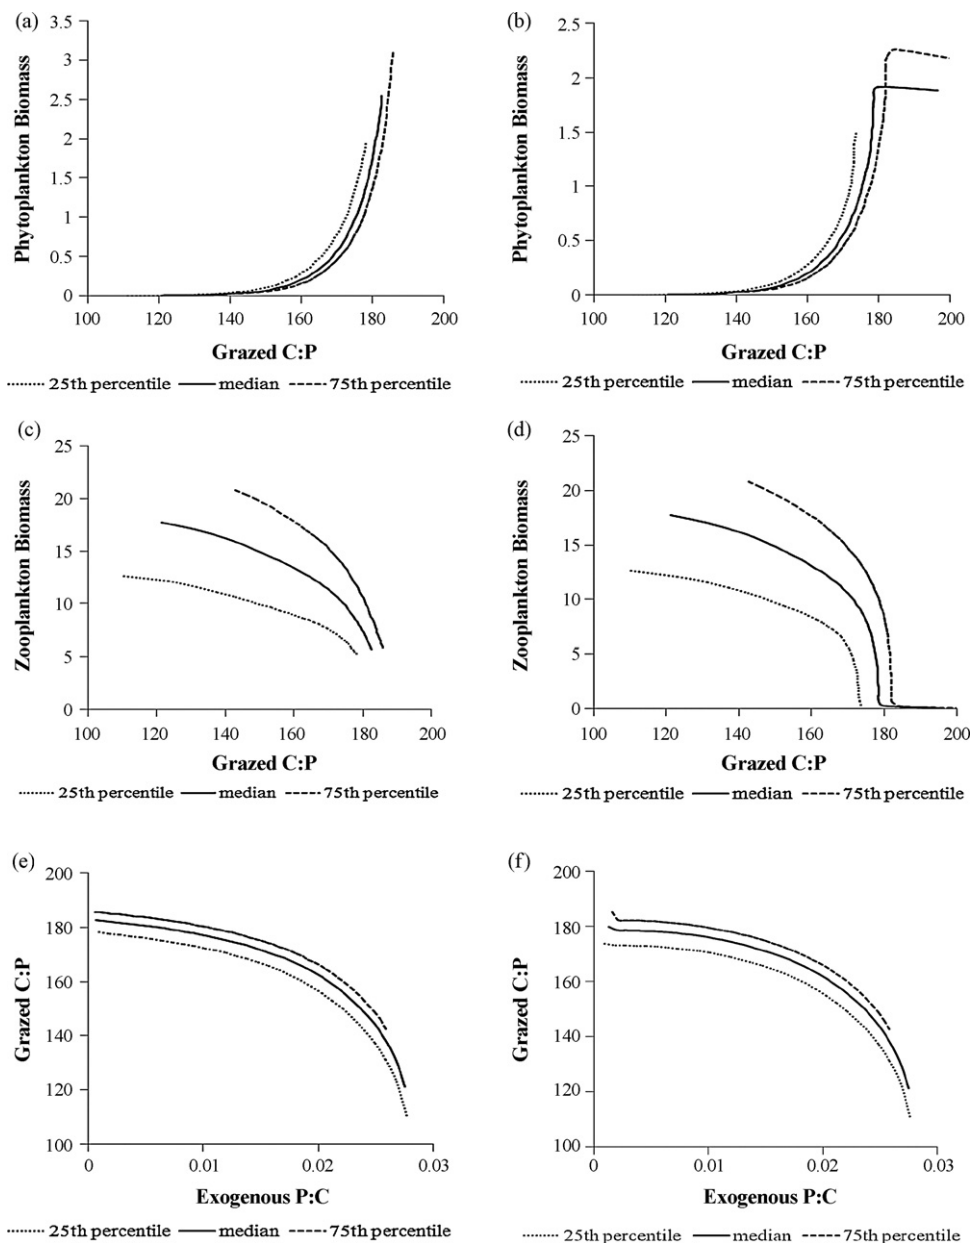 (a)
3.5
3
2.5
2
1.5
1
0.5
0
Phytoplankton Biomass
100 120 140 160 180 200
Grazed C:P
25th percentile median 75th percentile
(b)
2.5
2
1.5
1
0.5
0
Phytoplankton Biomass
100 120 140 160 180 200
Grazed C:P
25th percentile median 75th percentile
(c)
25
20
15
10
5
0
Zooplankton Biomass
100 120 140 160 180 200
Grazed C:P
25th percentile median 75th percentile
(d)
25
20
15
10
5
0
Zooplankton Biomass
100 120 140 160 180 200
Grazed C:P
25th percentile median 75th percentile
(e)
200
180
160
140
120
100
Grazed C:P
0 0.01 0.02 0.03
Exogenous P:C
25th percentile median 75th percentile
(f)
200
180
160
140
120
100
Grazed C:P
0 0.01 0.02 0.03
Exogenous P:C
25th percentile median 75th percentile